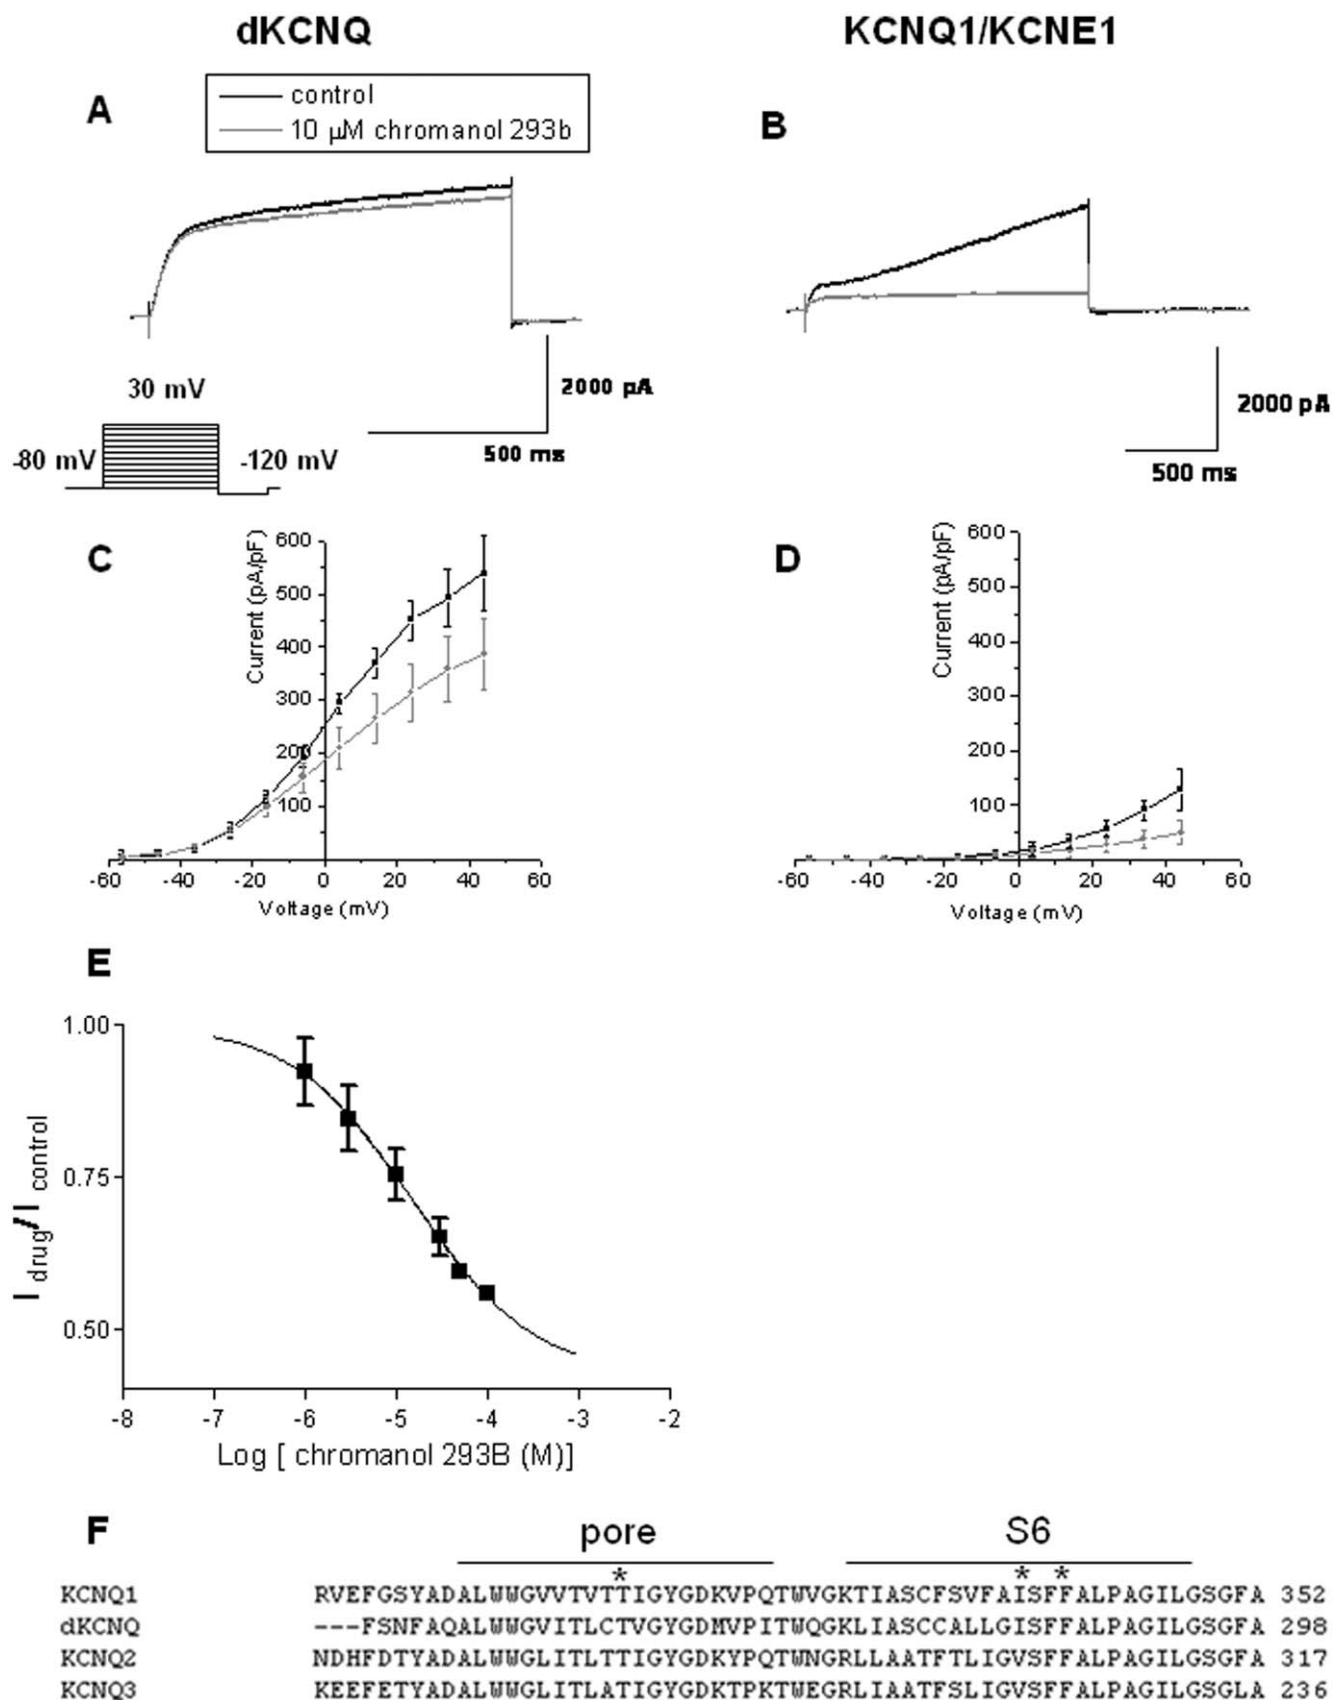 dKCNQ
KCNQ1/KCNE1
A
control
10 µM chromanol 293b
B
30 mV
-80 mV
-120 mV
2000 pA
500 ms
2000 pA
500 ms
C
Current (pA/pF)
600
500
400
300
200
100
-60 -40 -20 0 20 40 60
Voltage (mV)
D
Current (pA/pF)
600
500
400
300
200
100
-60 -40 -20 0 20 40 60
Voltage (mV)
E
1.00
0.75
0.50
I drug/I control
-8 -7 -6 -5 -4 -3 -2
Log [ chromanol 293B (M)]
F
pore S6
* * *
KCNQ1 RVEFGSYADALWWGVVTVTTIGYGDKVPQTWVGKTIASCFSVFAISFFALPAGILGSGFA 352
dKCNQ ---FSNFAQALWWGVITLCTVGYGDMVPITWQGKLIASCCALLGISFFALPAGILGSGFA 298
KCNQ2 NDHFDTYADALWWGLITLTTIGYGDKYPQTWNGRLLAATFTLIGVSFFALPAGILGSGFA 317
KCNQ3 KEEFETYADALWWGLITLATIGYGDKTPKTWEGRLIAATFSLIGVSFFALPAGILGSGLA 236